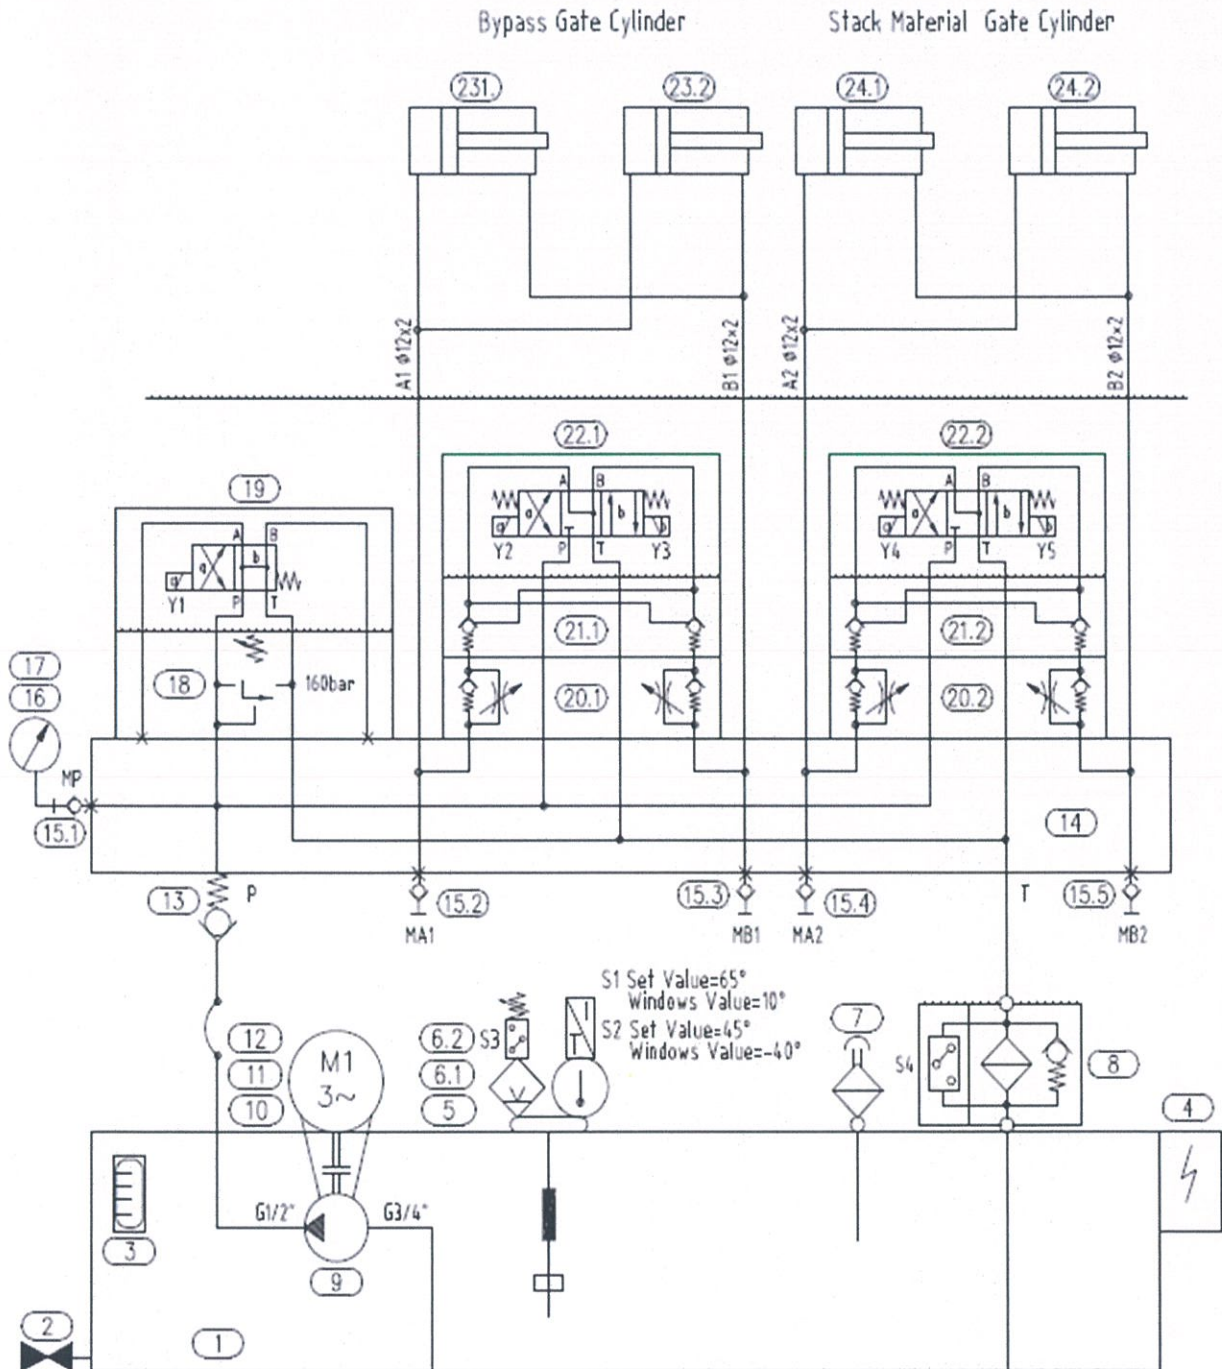 Bypass Gate Cylinder
Stack Material Gate Cylinder
231.
23.2
24.1
24.2
A1 ø12x2
B1 ø12x2
A2 ø12x2
B2 ø12x2
22.1
22.2
19
A B
a b
P T
Y1
A B
a b
P T
Y2
Y3
A B
a b
P T
Y4
Y5
21.1
21.2
18
160bar
20.1
20.2
17
16
MP
15.1
14
13
P
15.2
MA1
15.3
MB1
15.4
MA2
T
15.5
MB2
S1 Set Value=65°
Windows Value=10°
S2 Set Value=45°
Windows Value=-40°
12
11
10
M1
3~
6.2
S3
6.1
5
I
T
7
S4
8
4
3
G1/2"
G3/4"
9
2
1